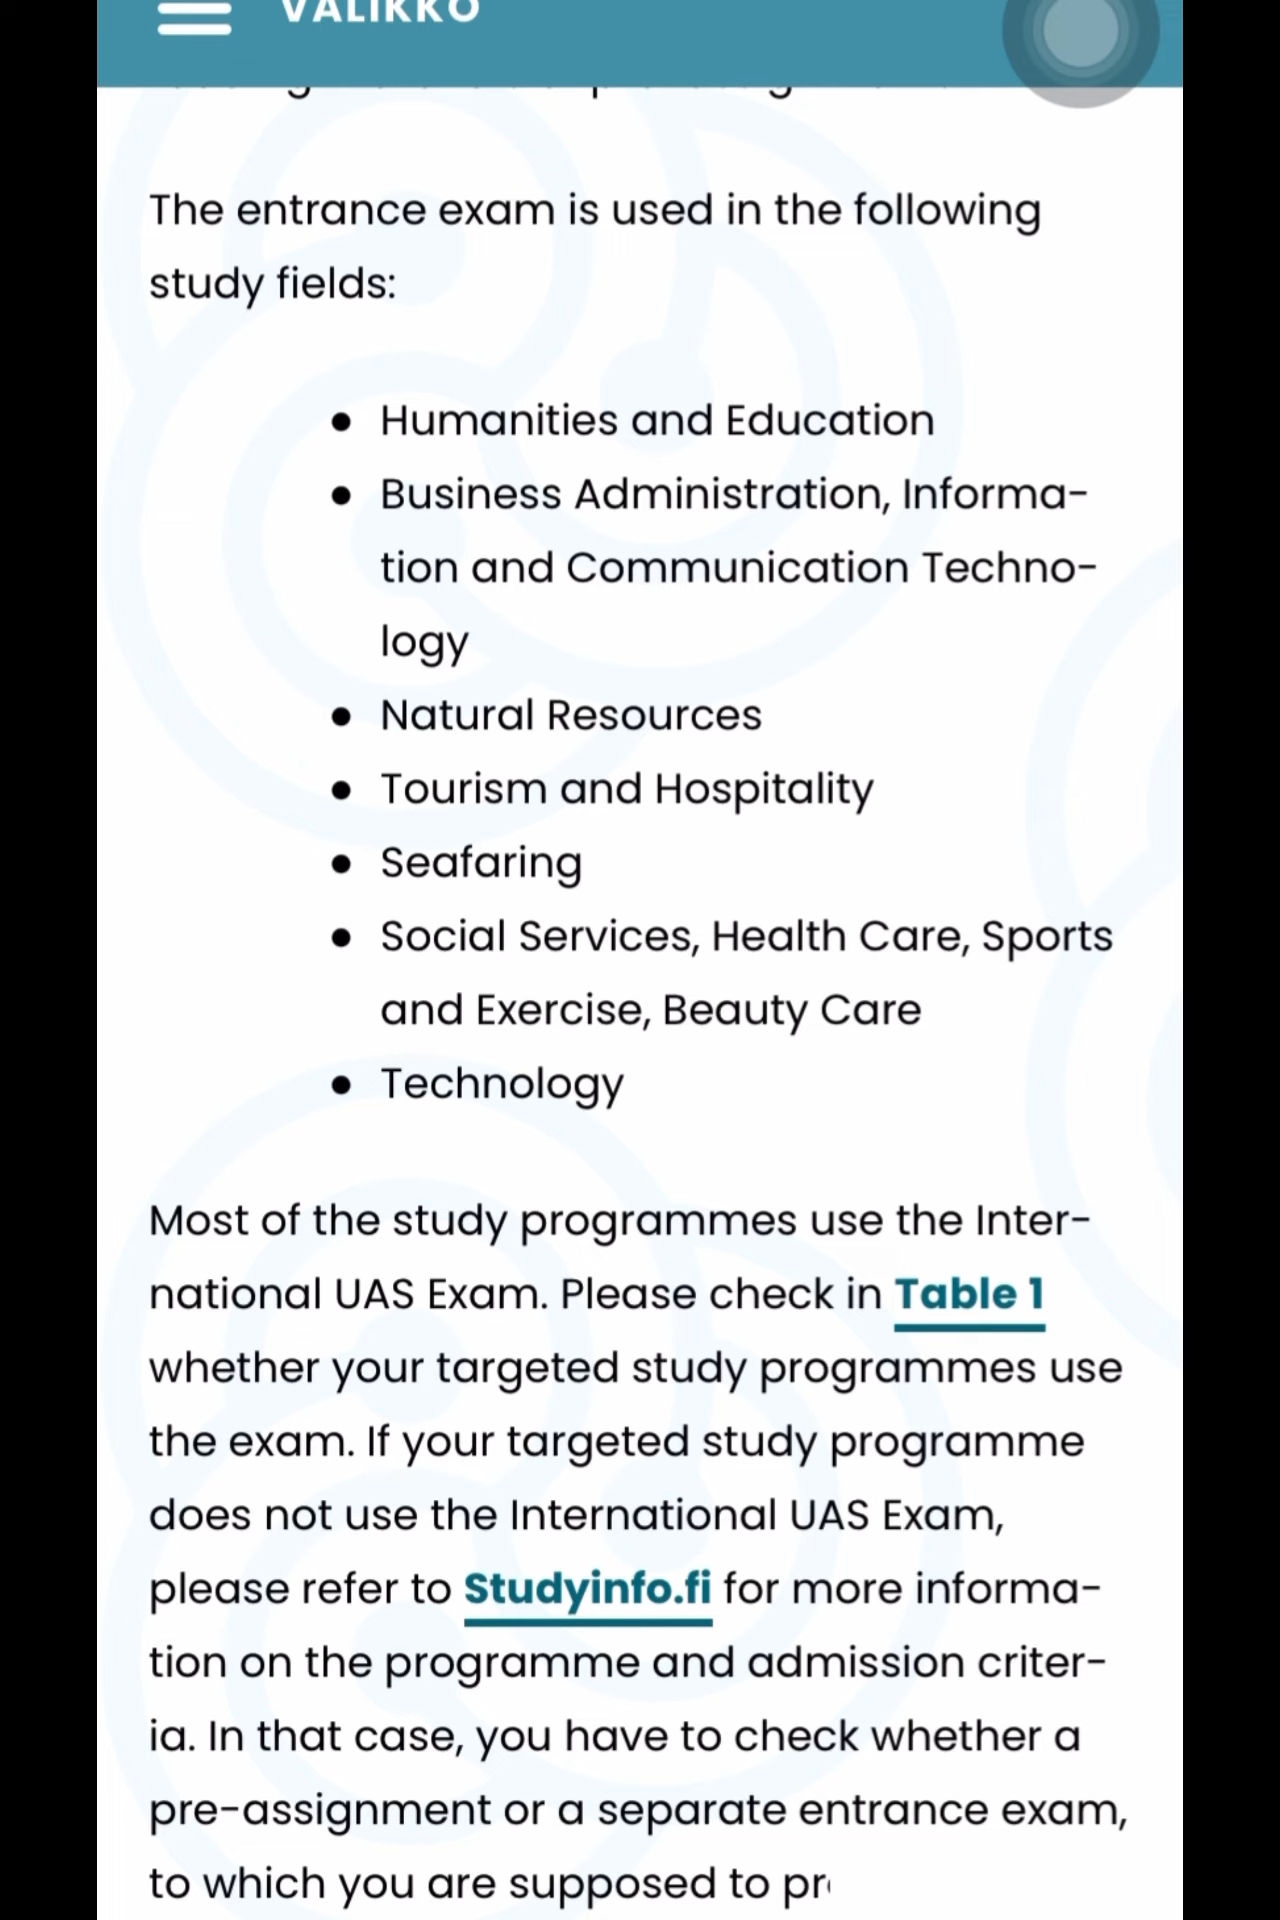 VALIKKO
The entrance exam is used in the following
study fields:
• Humanities and Education
• Business Administration, Informa-
tion and Communication Techno-
logy
• Natural Resources
• Tourism and Hospitality
• Seafaring
• Social Services, Health Care, Sports
and Exercise, Beauty Care
• Technology
Most of the study programmes use the Inter-
national UAS Exam. Please check in Table 1
whether your targeted study programmes use
the exam. If your targeted study programme
does not use the International UAS Exam,
please refer to Studyinfo.fi for more informa-
tion on the programme and admission criter-
ia. In that case, you have to check whether a
pre-assignment or a separate entrance exam,
to which you are supposed to